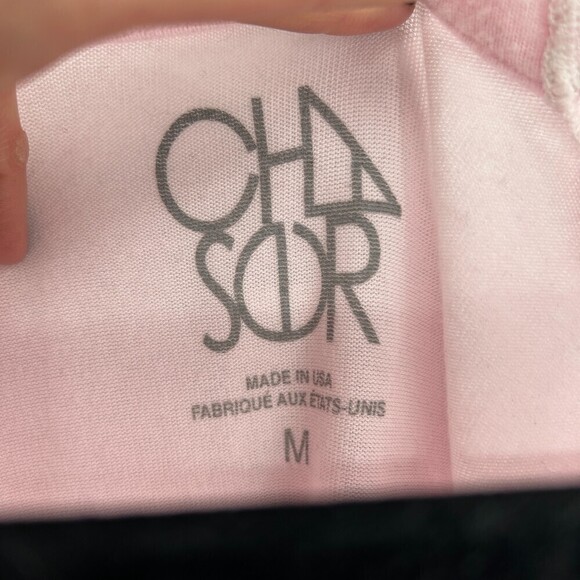 CHA
SER
MADE IN USA
FABRIQUÉ AUX ÉTATS-UNIS
M